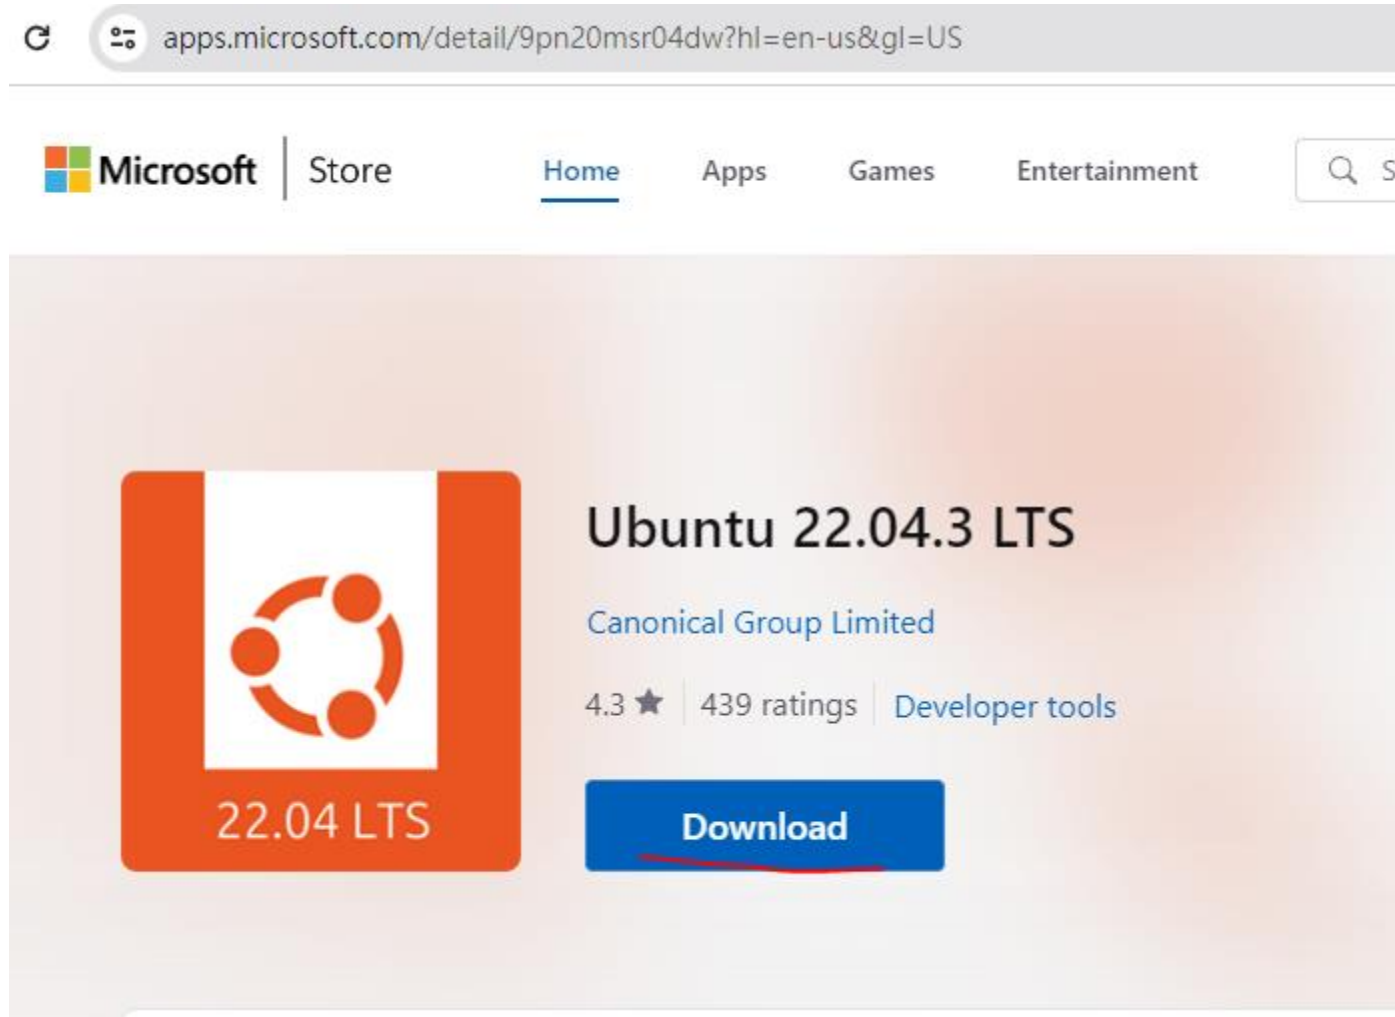 apps.microsoft.com/detail/9pn20msr04dw?hl=en-us&gl=US
Microsoft Store Home Apps Games Entertainment
Ubuntu 22.04.3 LTS
Canonical Group Limited
4.3 ★ 439 ratings Developer tools
22.04 LTS Download